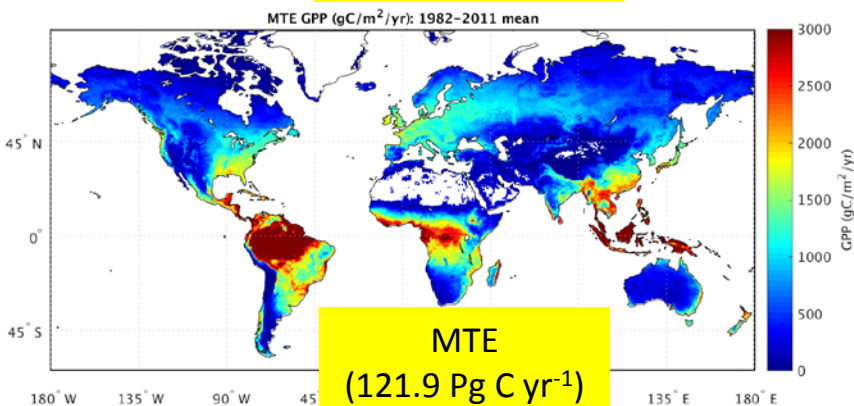 MTE GPP (gC/m²/yr): 1982-2011 mean
3000
2500
2000
1500
1000
500
0
GPP (gC/m²/yr)
45° N
0°
45° S
180° W
135° W
90° W
45°
135° E
180° E
MTE
(121.9 Pg C yr⁻¹)